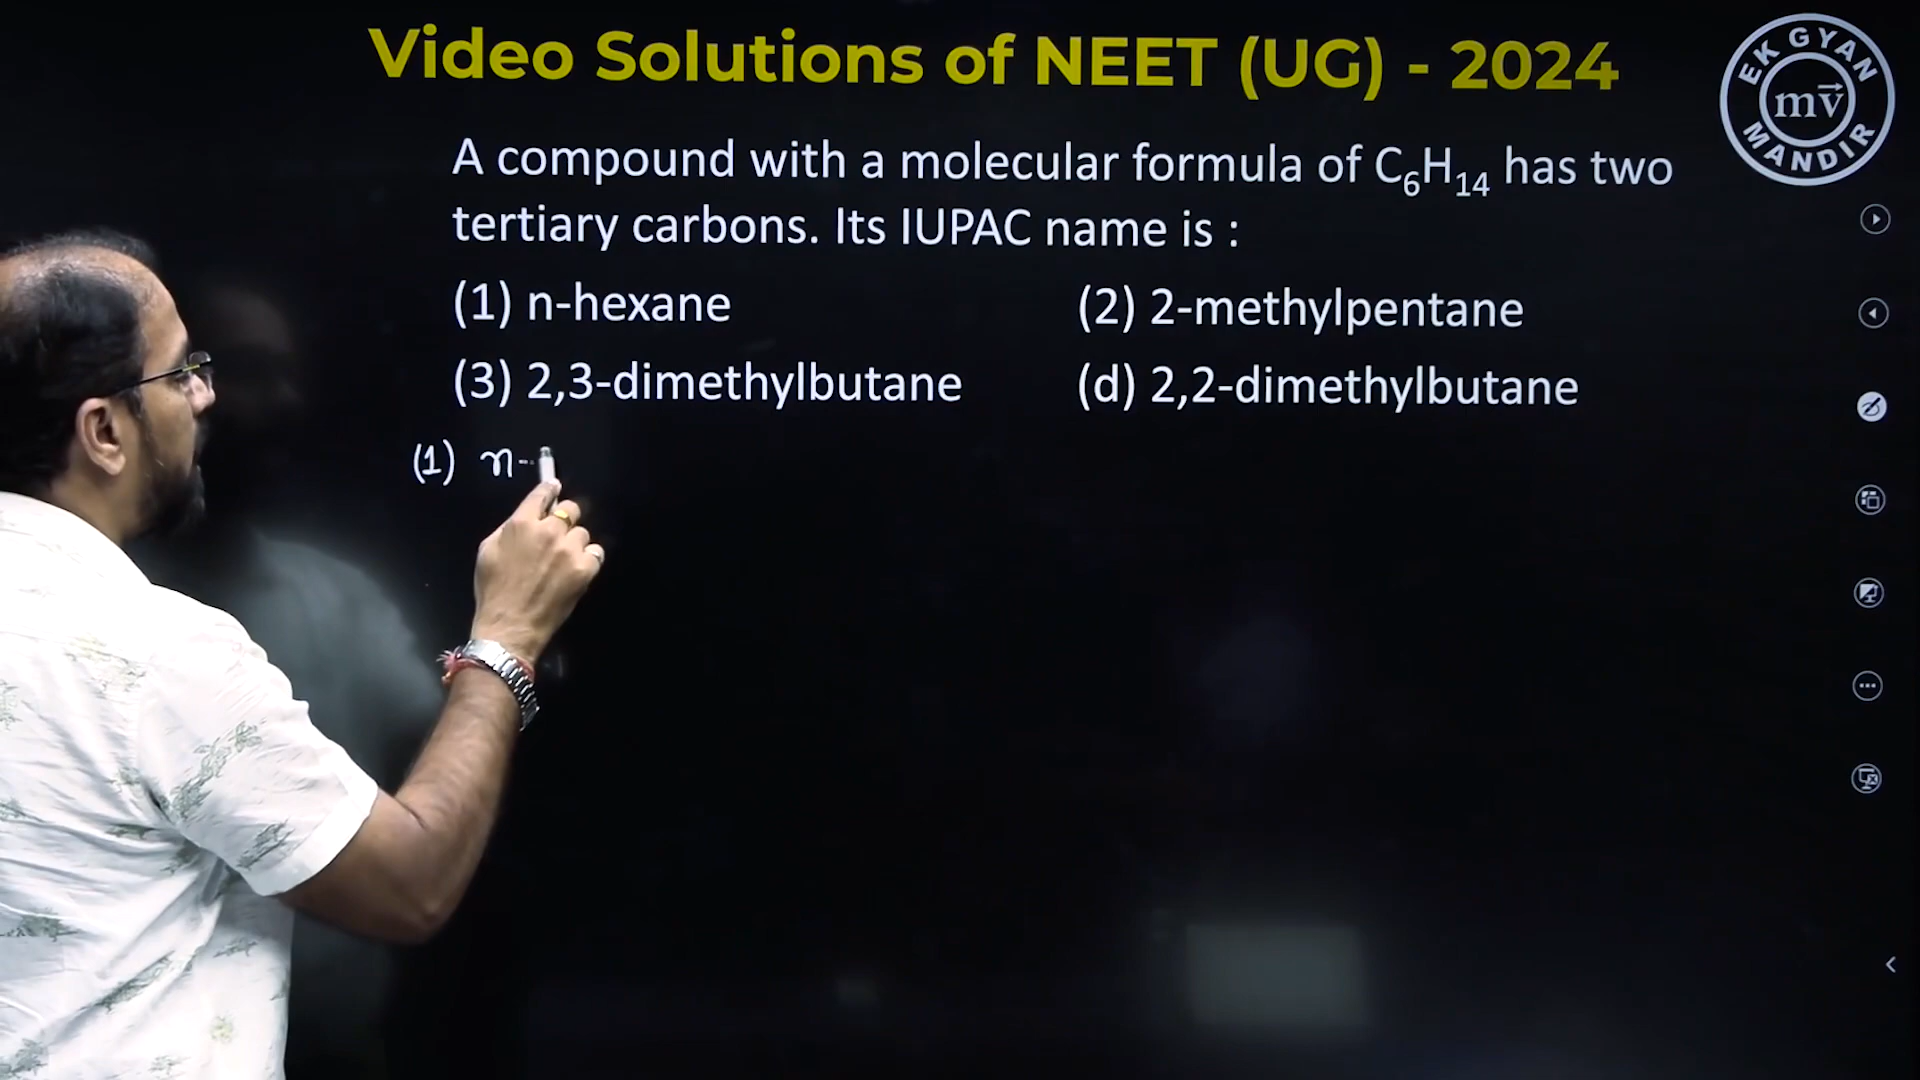 Video Solutions of NEET (UG) - 2024
EK GYAN
mv
MANDIR
A compound with a molecular formula of C₆H₁₄ has two
tertiary carbons. Its IUPAC name is :
(1) n-hexane (2) 2-methylpentane
(3) 2,3-dimethylbutane (d) 2,2-dimethylbutane
(1) n-